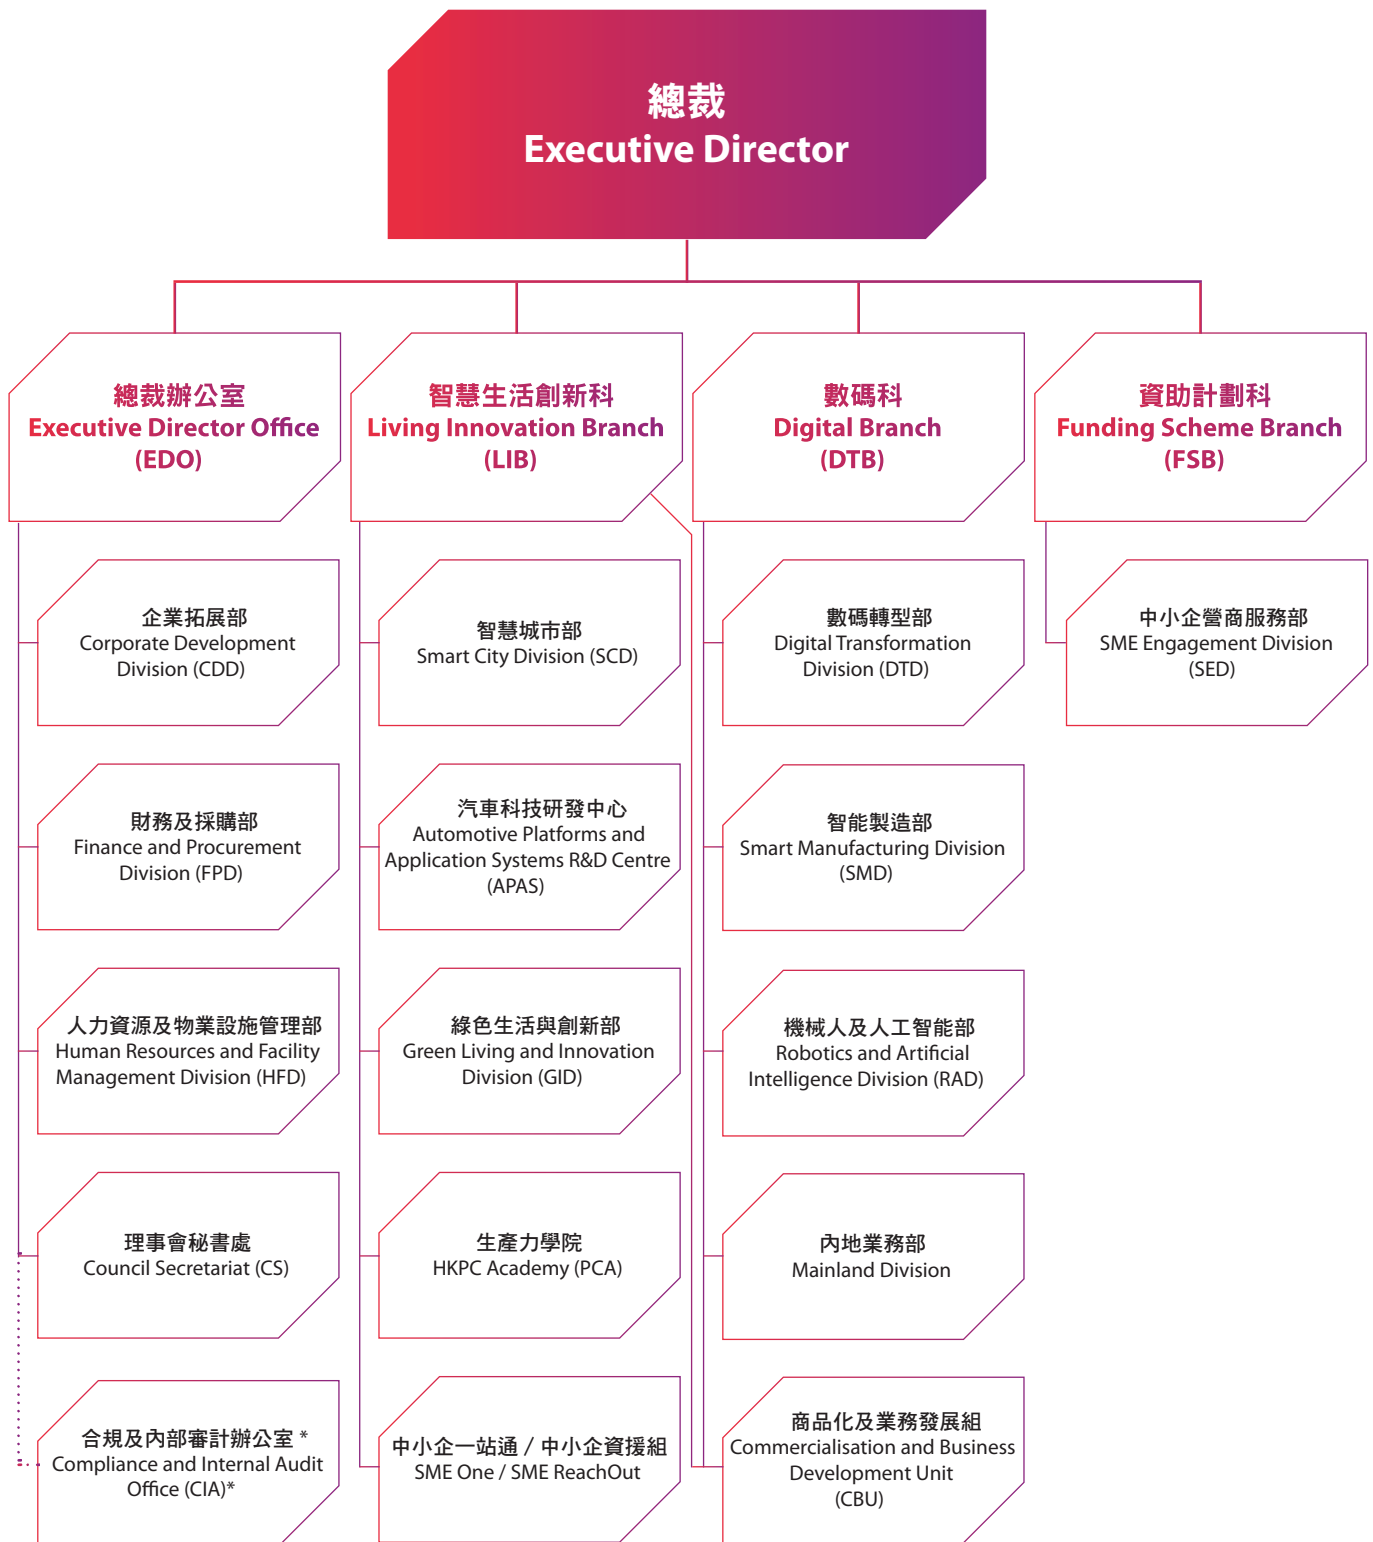 總裁
Executive Director
總裁辦公室
Executive Director Office
(EDO)
企業拓展部
Corporate Development
Division (CDD)
財務及採購部
Finance and Procurement
Division (FPD)
人力資源及物業設施管理部
Human Resources and Facility
Management Division (HFD)
理事會秘書處
Council Secretariat (CS)
合規及內部審計辦公室 *
Compliance and Internal Audit
Office (CIA)*
智慧生活創新科
Living Innovation Branch
(LIB)
智慧城市部
Smart City Division (SCD)
汽車科技研發中心
Automotive Platforms and
Application Systems R&D Centre
(APAS)
綠色生活與創新部
Green Living and Innovation
Division (GID)
生產力學院
HKPC Academy (PCA)
中小企一站通 / 中小企資援組
SME One / SME ReachOut
數碼科
Digital Branch
(DTB)
數碼轉型部
Digital Transformation
Division (DTD)
智能製造部
Smart Manufacturing Division
(SMD)
機械人及人工智能部
Robotics and Artificial
Intelligence Division (RAD)
內地業務部
Mainland Division
商品化及業務發展組
Commercialisation and Business
Development Unit
(CBU)
資助計劃科
Funding Scheme Branch
(FSB)
中小企營商服務部
SME Engagement Division
(SED)